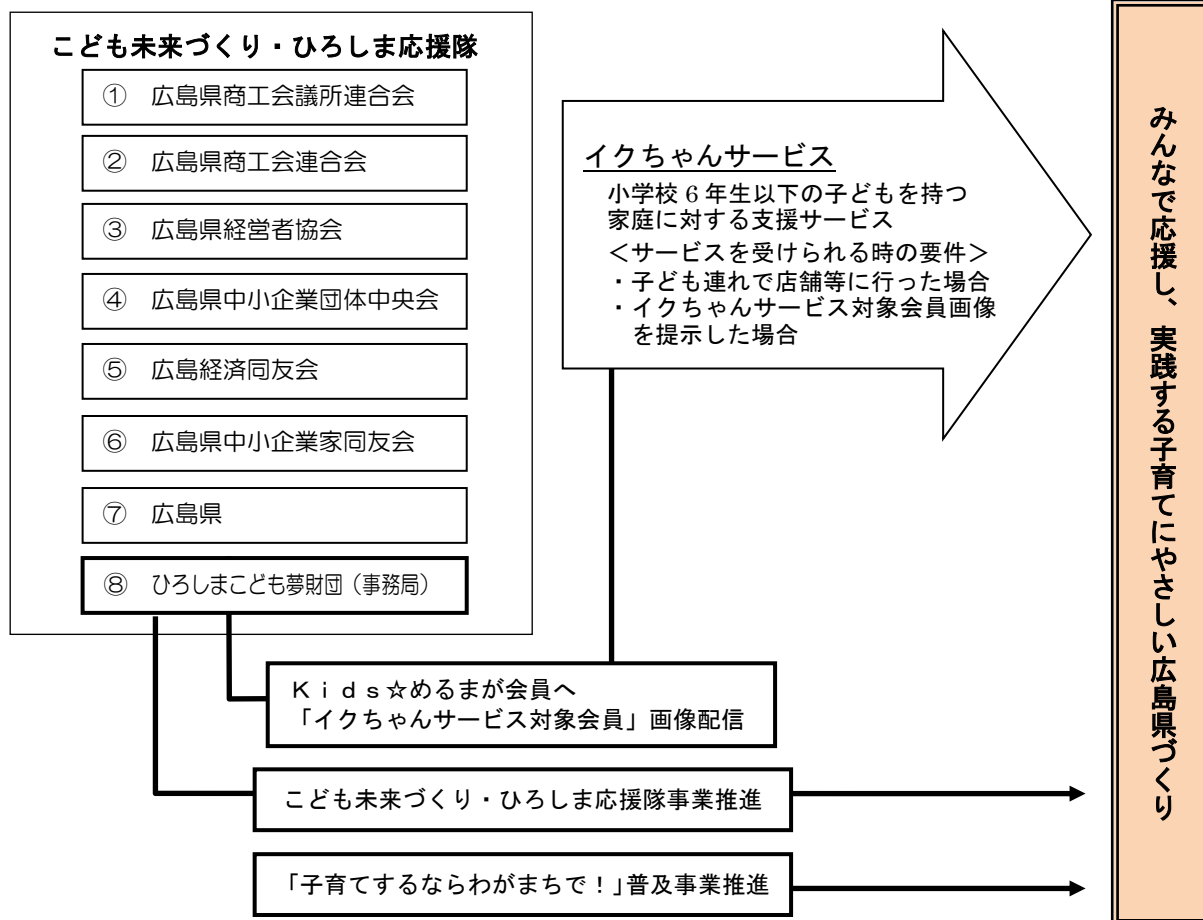 こども未来づくり・ひろしま応援隊
① 広島県商工会議所連合会
② 広島県商工会連合会
③ 広島県経営者協会
④ 広島県中小企業団体中央会
⑤ 広島経済同友会
⑥ 広島県中小企業家同友会
⑦ 広島県
⑧ ひろしまこども夢財団（事務局）
イクちゃんサービス
小学校6年生以下の子どもを持つ
家庭に対する支援サービス
＜サービスを受けられる時の要件＞
・子ども連れで店舗等に行った場合
・イクちゃんサービス対象会員画像
を提示した場合
Ｋｉｄｓ☆めるまが会員へ
「イクちゃんサービス対象会員」画像配信
こども未来づくり・ひろしま応援隊事業推進
「子育てするならわがまちで！」普及事業推進
みんなで応援し、実践する子育てにやさしい広島県づくり